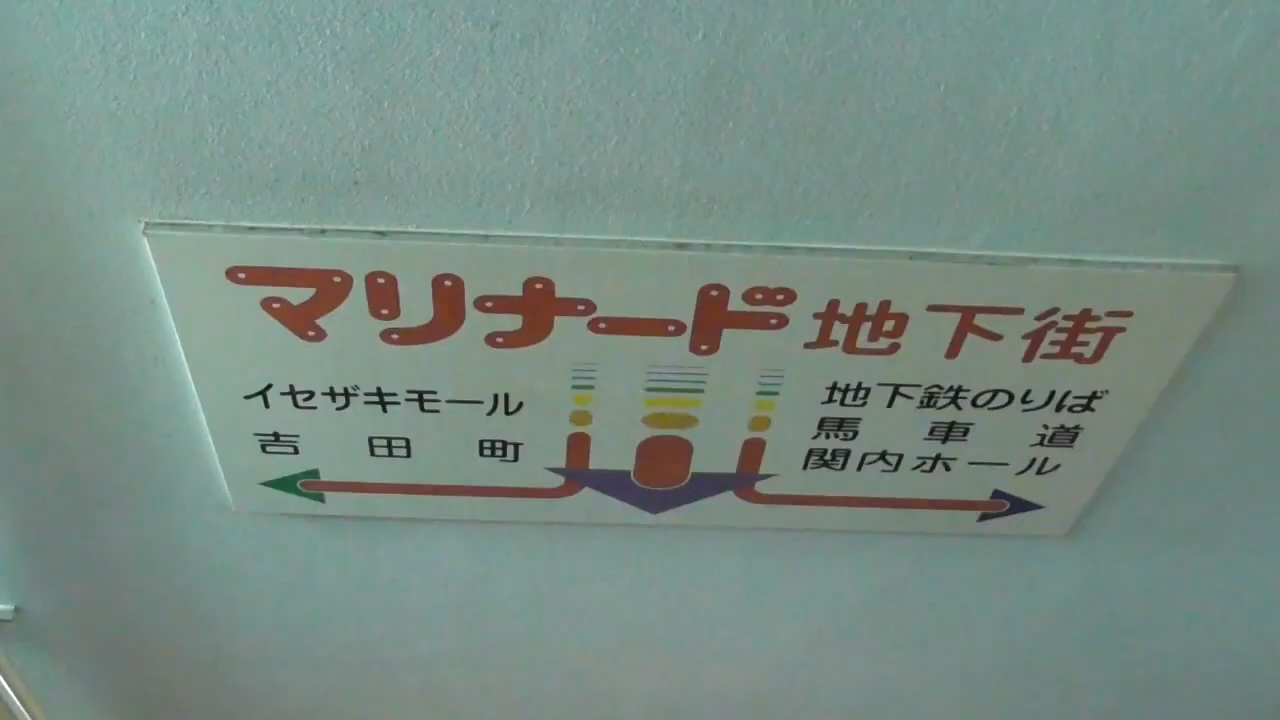 マリナード地下街
イセザキモール
吉田町
地下鉄のりば
馬車道
関内ホール